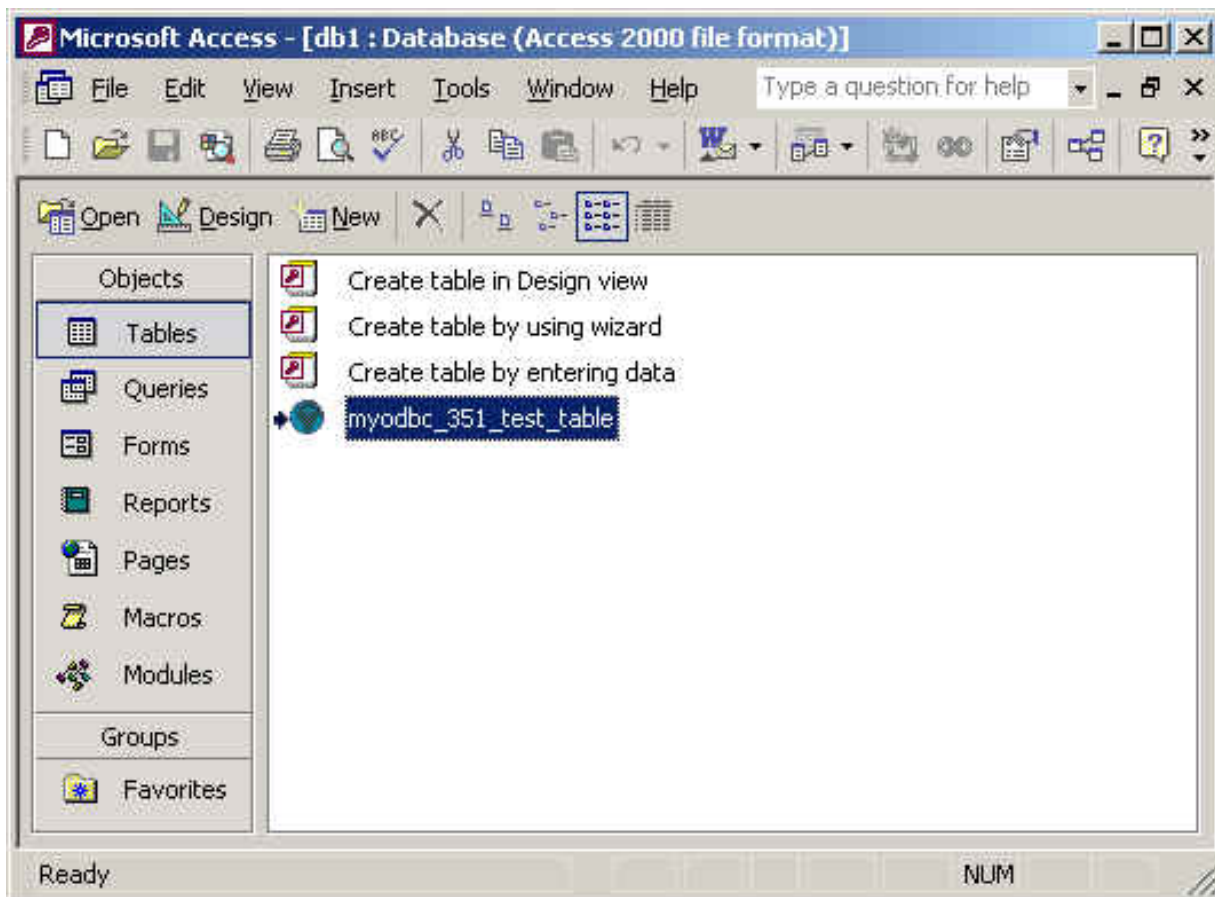 Microsoft Access - [db1 : Database (Access 2000 file format)]
File Edit View Insert Tools Window Help Type a question for help
ABC W ?
Open Design New
Objects
Tables
Queries
Forms
Reports
Pages
Macros
Modules
Groups
Favorites
Create table in Design view
Create table by using wizard
Create table by entering data
myodbc_351_test_table
Ready NUM